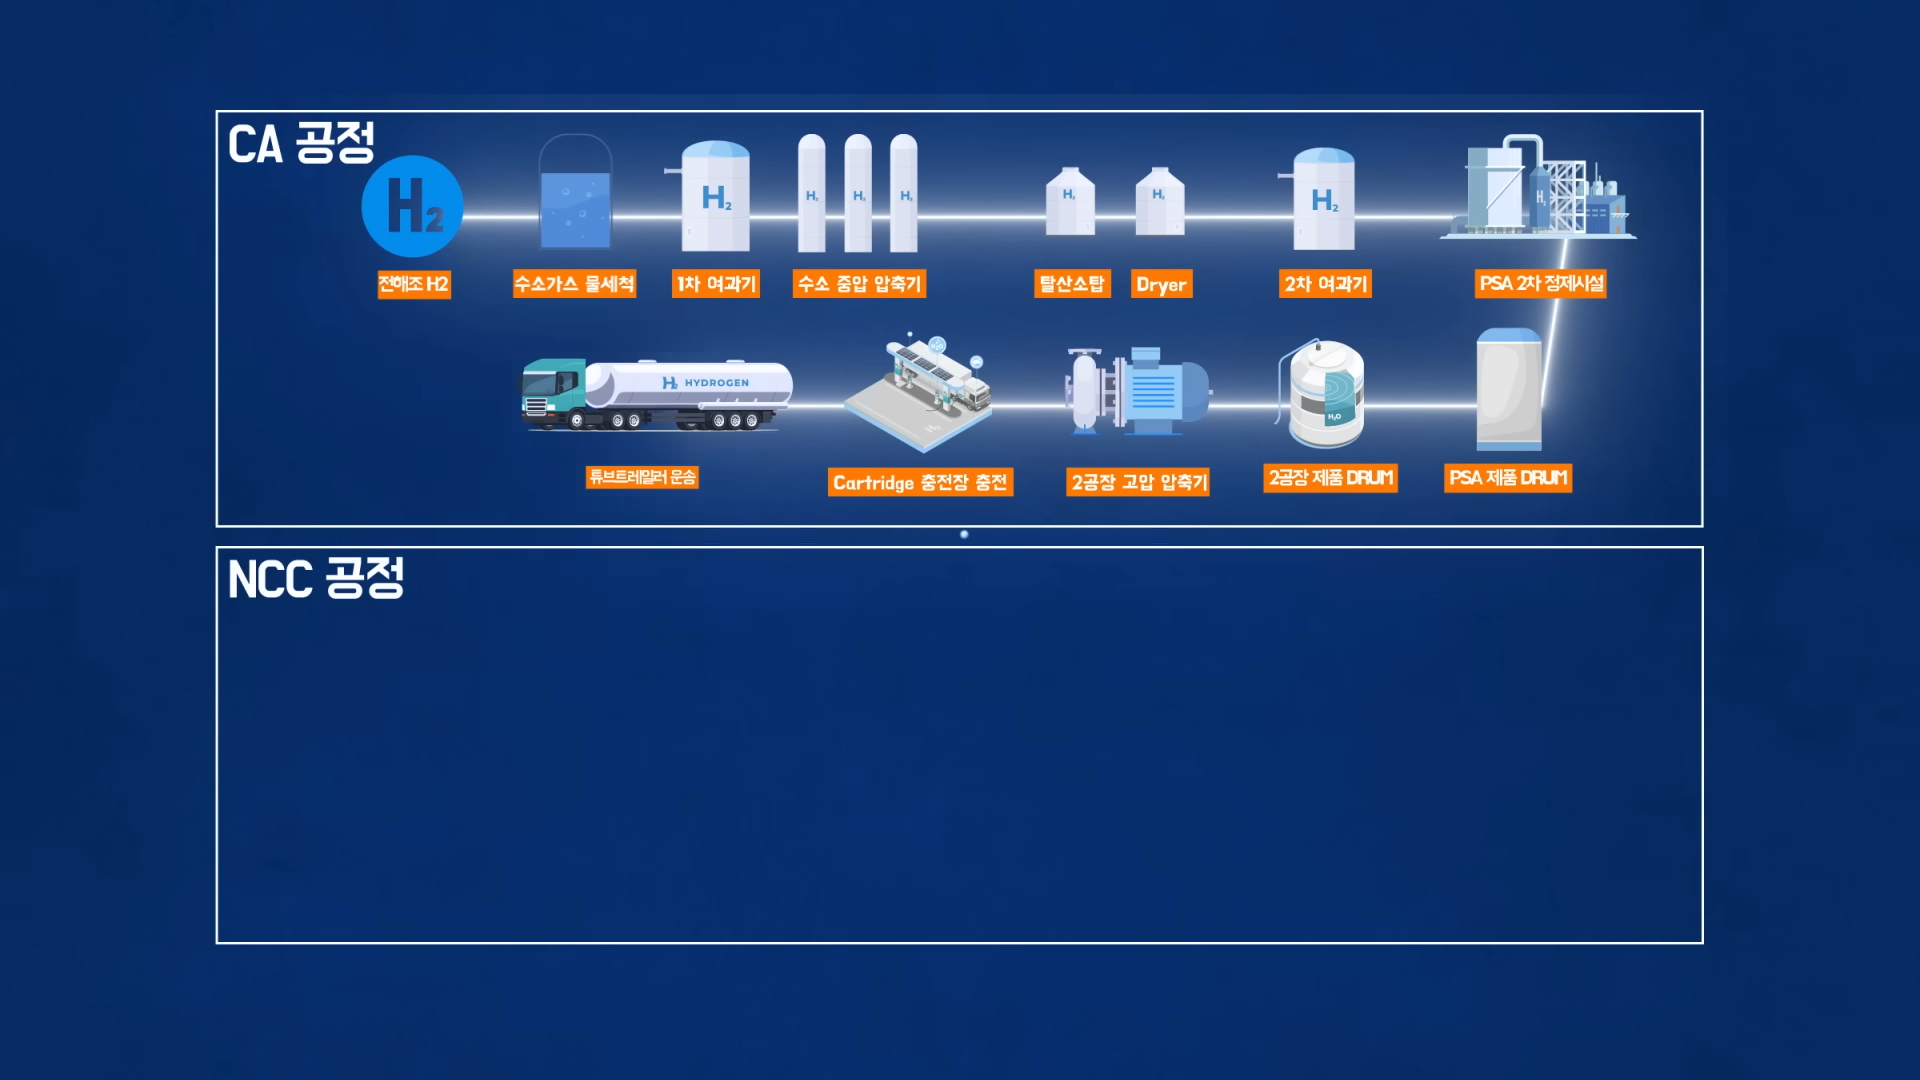 CA 공정
H2
H2
H2
H2
H2
H2
H2
H2
H2
H2
전해조 H2
수소가스 물세척
1차 여과기
수소 중압 압축기
탈산소탑
Dryer
2차 여과기
PSA 2차 정제시설
H2 HYDROGEN
H2O
튜브트레일러 운송
Cartridge 충전장 충전
2공장 고압 압축기
2공장 제품 DRUM
PSA 제품 DRUM
NCC 공정